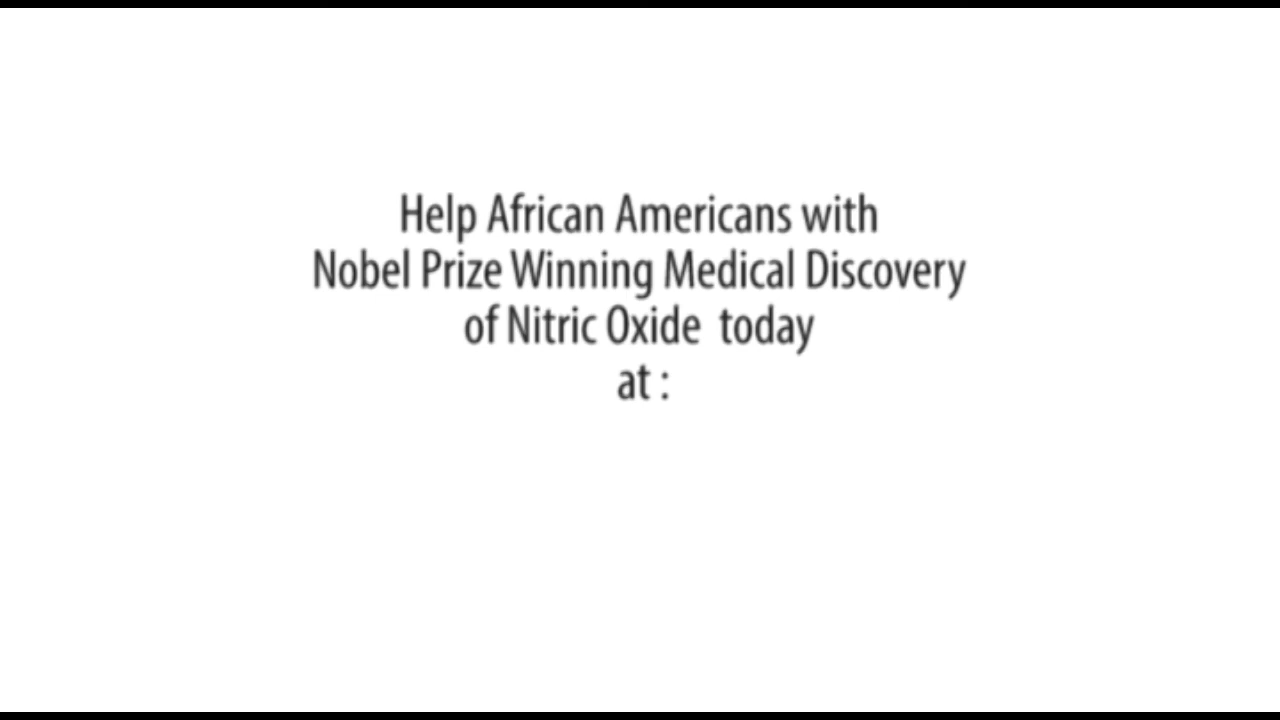 Help African Americans with
Nobel Prize Winning Medical Discovery
of Nitric Oxide  today
at :